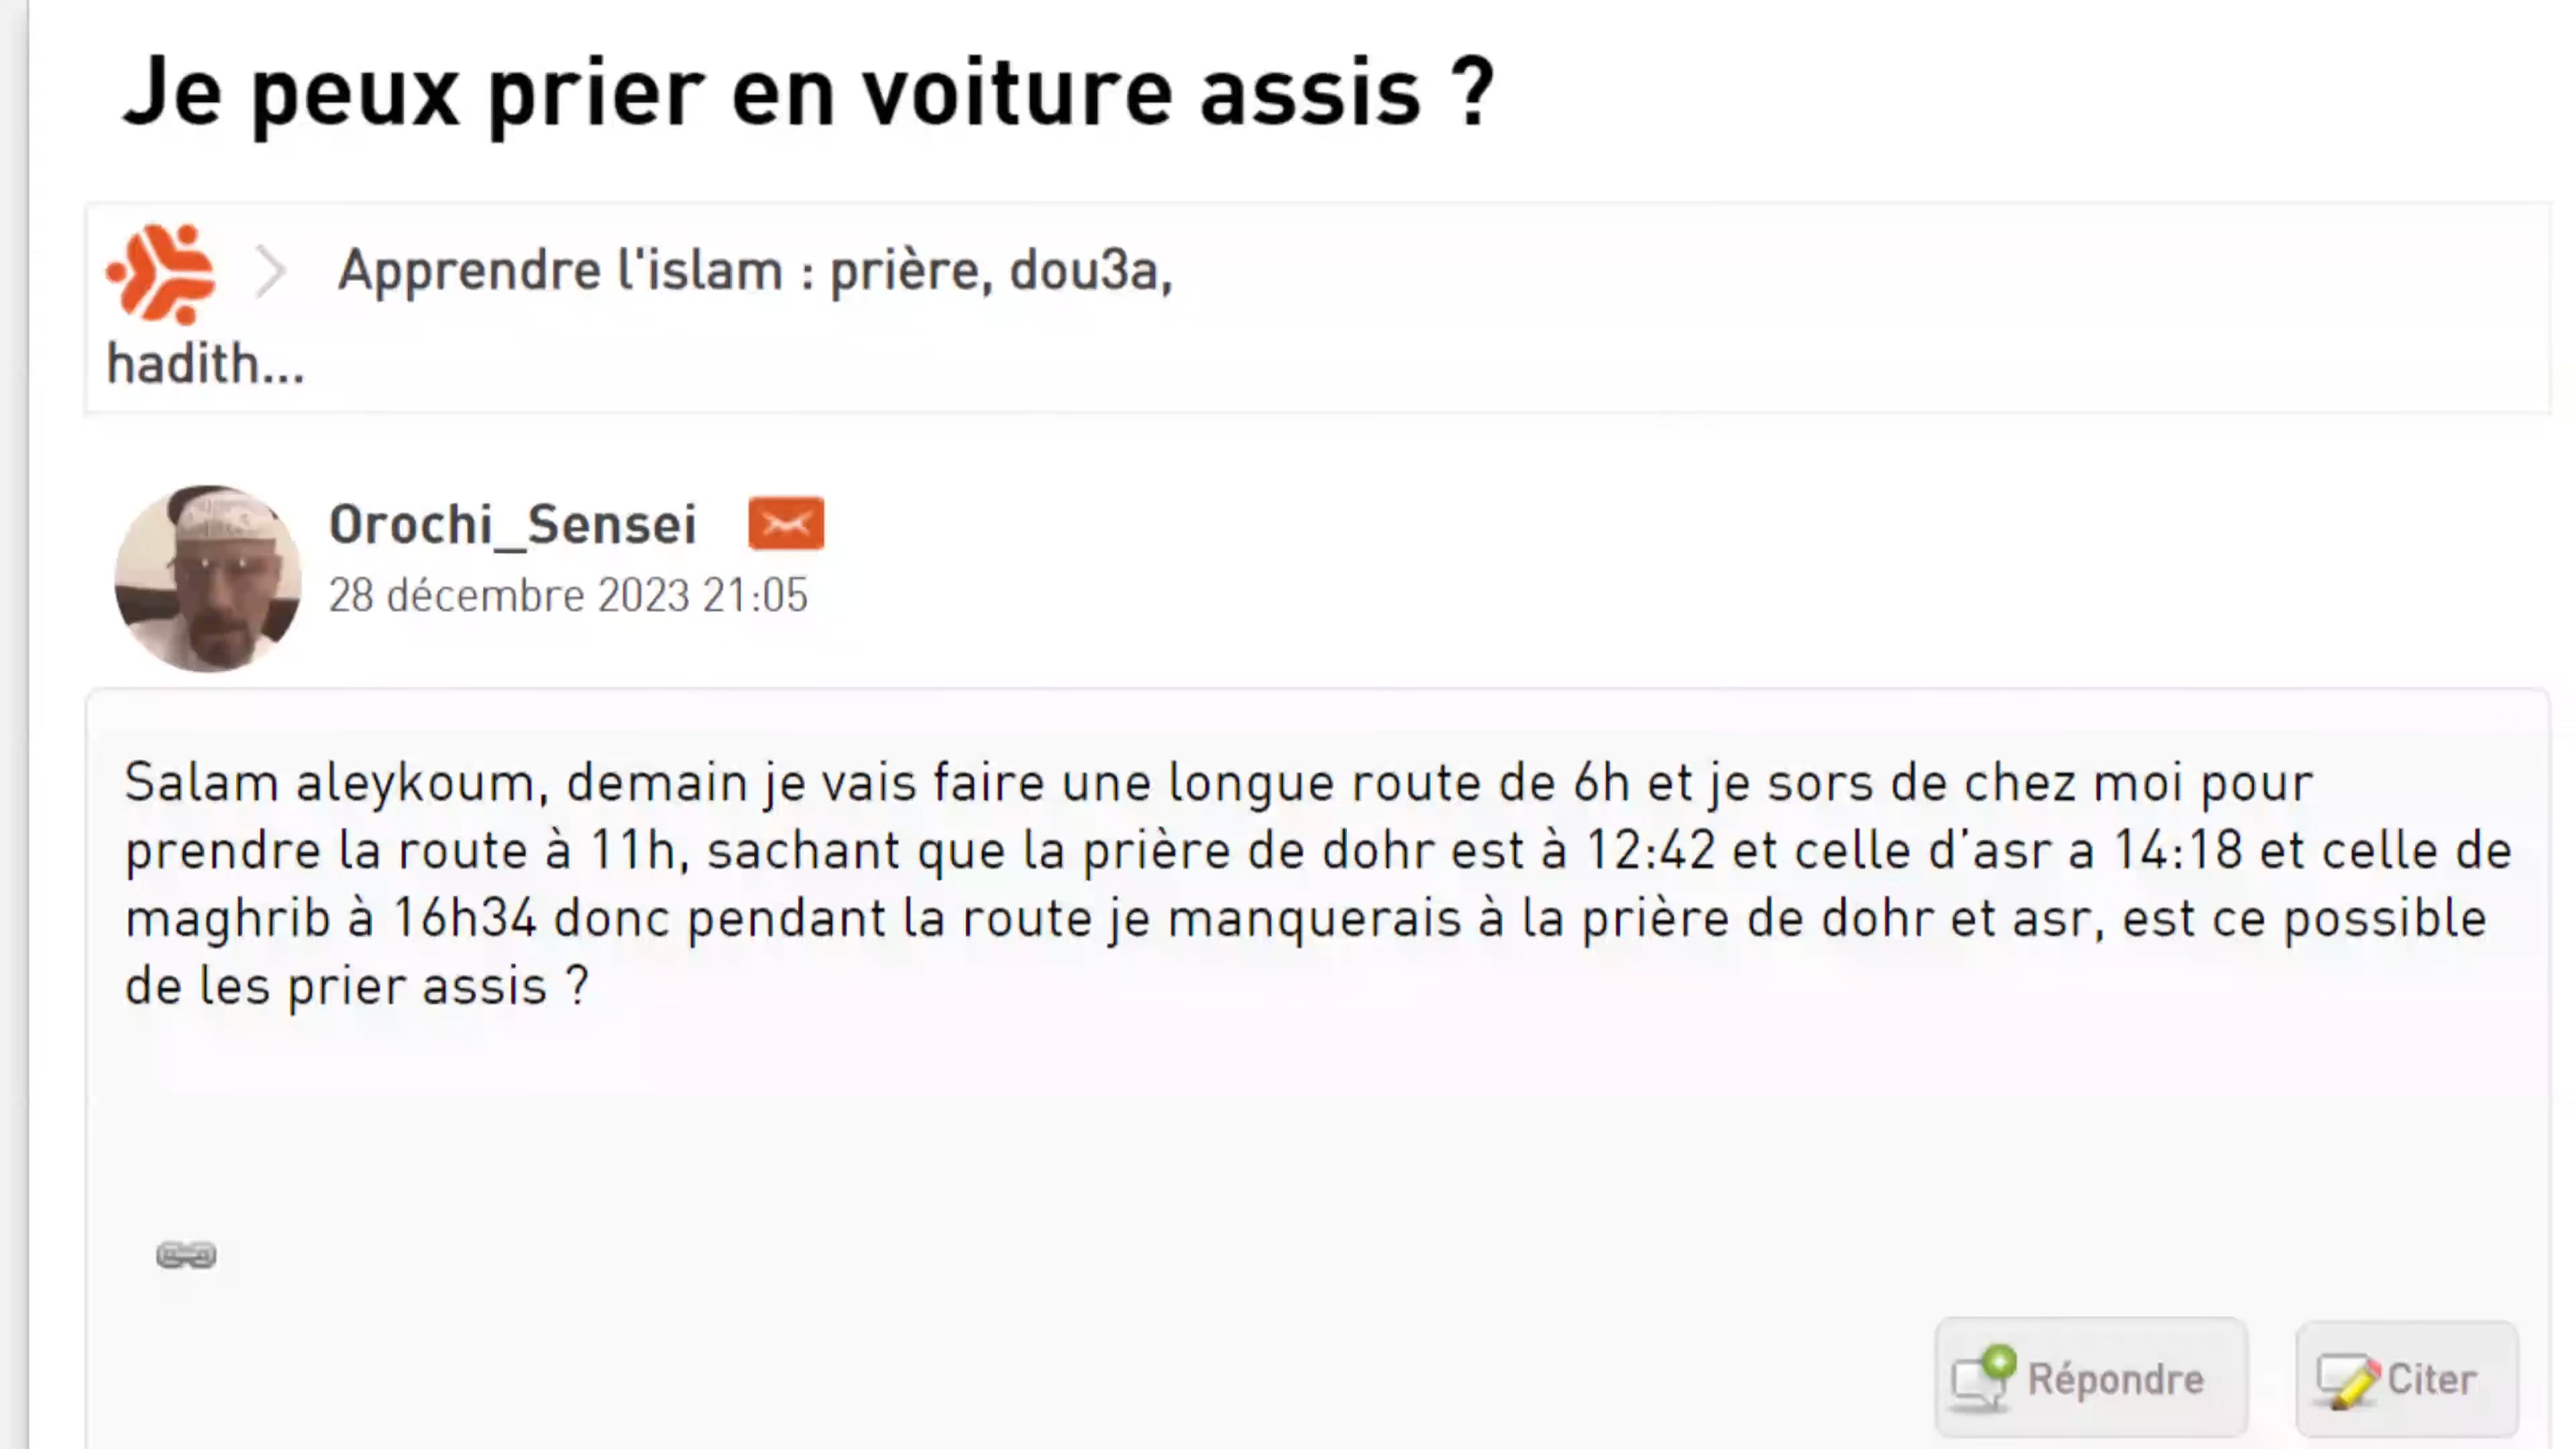 Je peux prier en voiture assis ?
Apprendre l'islam : prière, dou3a,
hadith...
Orochi_Sensei
28 décembre 2023 21:05
Salam aleykoum, demain je vais faire une longue route de 6h et je sors de chez moi pour
prendre la route à 11h, sachant que la prière de dohr est à 12:42 et celle d’asr a 14:18 et celle de
maghrib à 16h34 donc pendant la route je manquerais à la prière de dohr et asr, est ce possible
de les prier assis ?
Répondre
Citer